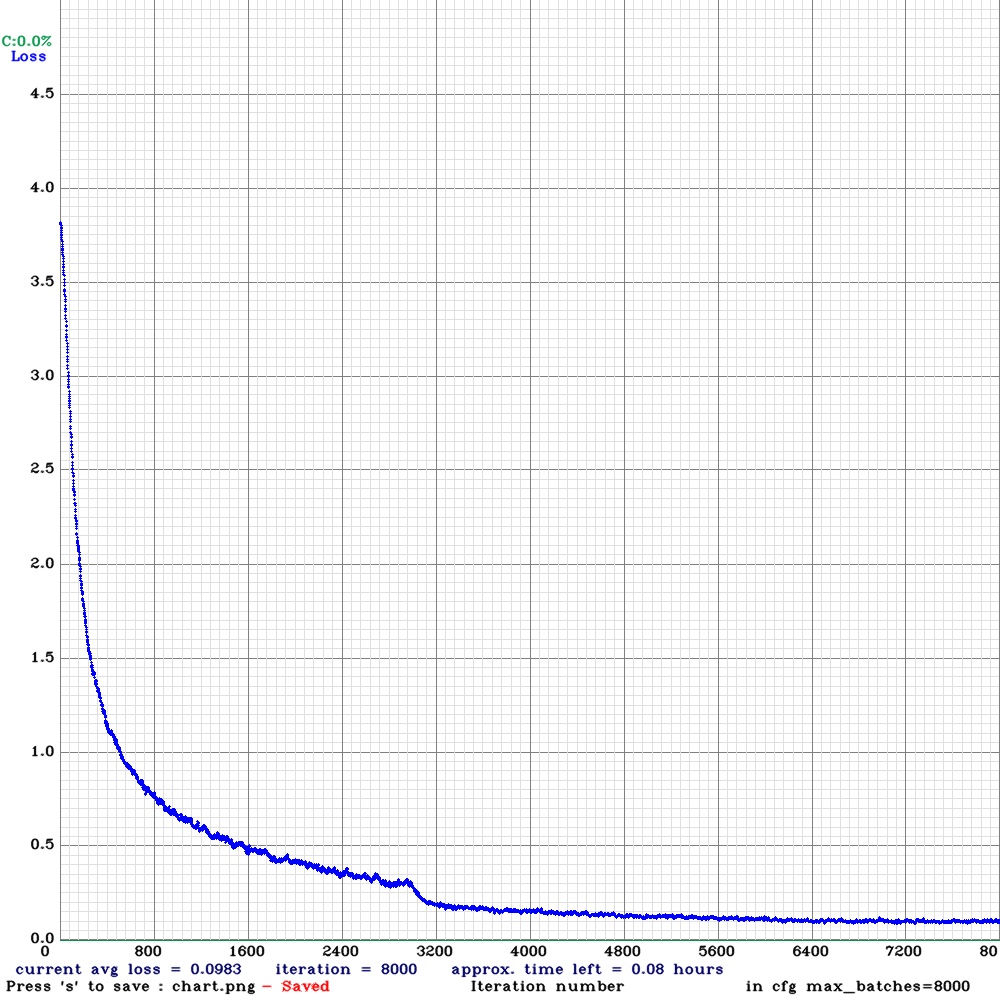 C:0.0%
Loss
4.5
4.0
3.5
3.0
2.5
2.0
1.5
1.0
0.5
0.0
0 800 1600 2400 3200 4000 4800 5600 6400 7200 80
current avg loss = 0.0983 iteration = 8000 approx. time left = 0.08 hours
Press 's' to save : chart.png - Saved Iteration number in cfg max_batches=8000